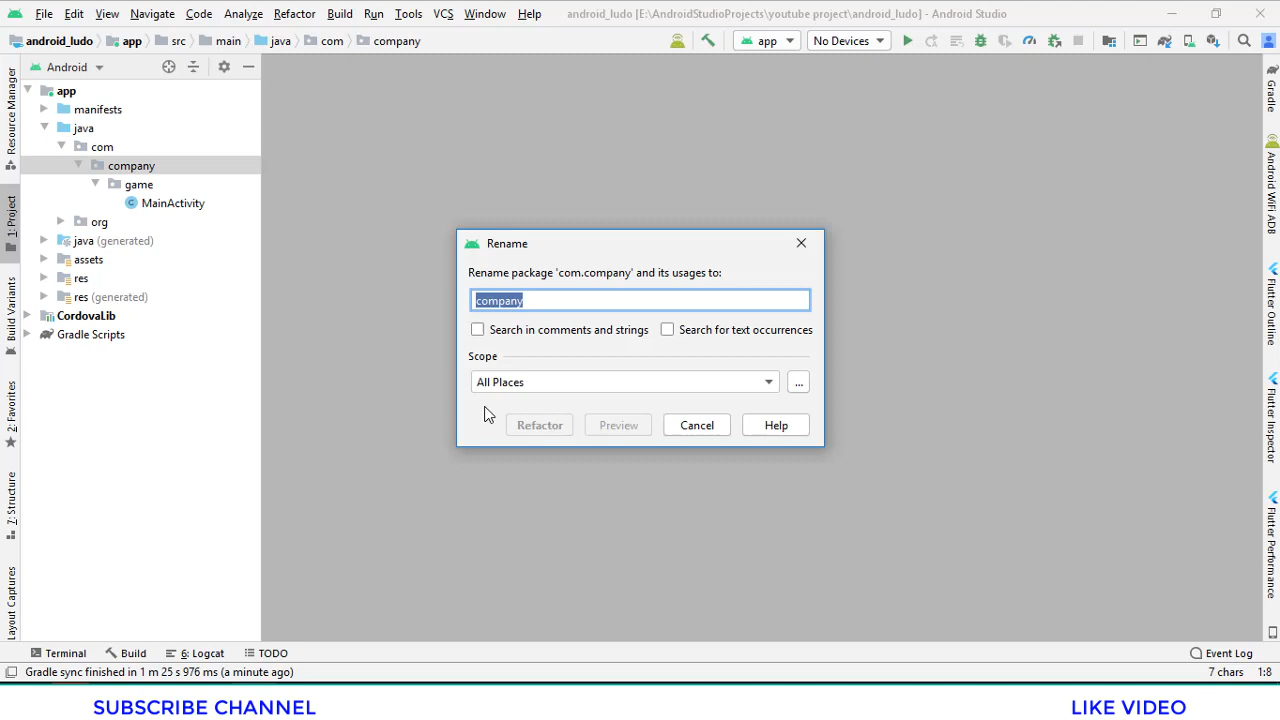 File Edit View Navigate Code Analyze Refactor Build Run Tools VCS Window Help android_ludo [E:\AndroidStudioProjects\youtube project\android_ludo] - Android Studio
android_ludo app src main java com company app No Devices
Android
app
manifests
java
com
company
game
MainActivity
org
java (generated)
assets
res
res (generated)
CordovaLib
Gradle Scripts
Resource Manager
1: Project
Build Variants
2: Favorites
7: Structure
Layout Captures
Rename
Rename package 'com.company' and its usages to:
company
Search in comments and strings Search for text occurrences
Scope
All Places ...
Refactor Preview Cancel Help
Gradle
Android WiFi ADB
Flutter Outline
Flutter Inspector
Flutter Performance
Terminal Build 6: Logcat TODO Event Log
Gradle sync finished in 1 m 25 s 976 ms (a minute ago) 7 chars 1:8
SUBSCRIBE CHANNEL LIKE VIDEO